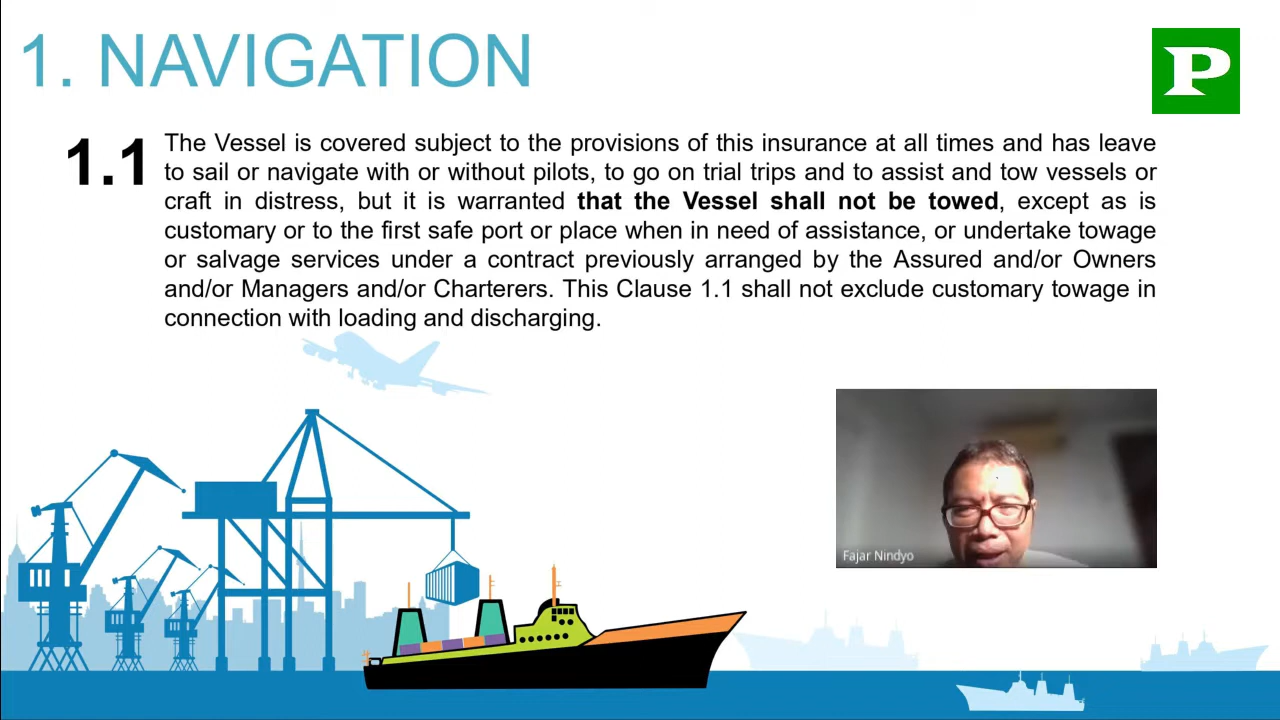 1. NAVIGATION
P
1.1
The Vessel is covered subject to the provisions of this insurance at all times and has leave
to sail or navigate with or without pilots, to go on trial trips and to assist and tow vessels or
craft in distress, but it is warranted that the Vessel shall not be towed, except as is
customary or to the first safe port or place when in need of assistance, or undertake towage
or salvage services under a contract previously arranged by the Assured and/or Owners
and/or Managers and/or Charterers. This Clause 1.1 shall not exclude customary towage in
connection with loading and discharging.
Fajar Nindyo